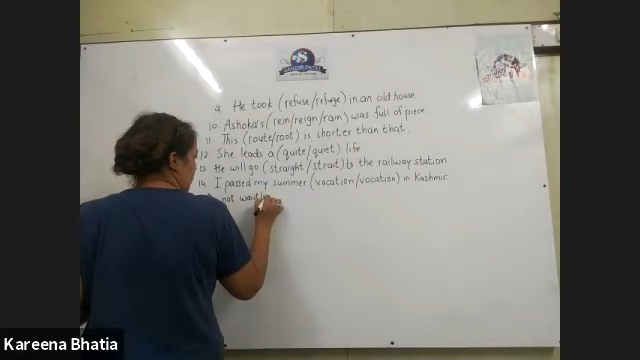 9. He took (refuse/refuge) in an old house.
10. Ashoka's (rein/reign/rain) was full of piece
11 This (route/root) is shorter than that.
12 She leads a (quite/quiet) life
13. He will go (straight/strait) to the railway station
14. I passed my summer (vacation/vocation) in Kashmir
not wait
Kareena Bhatia